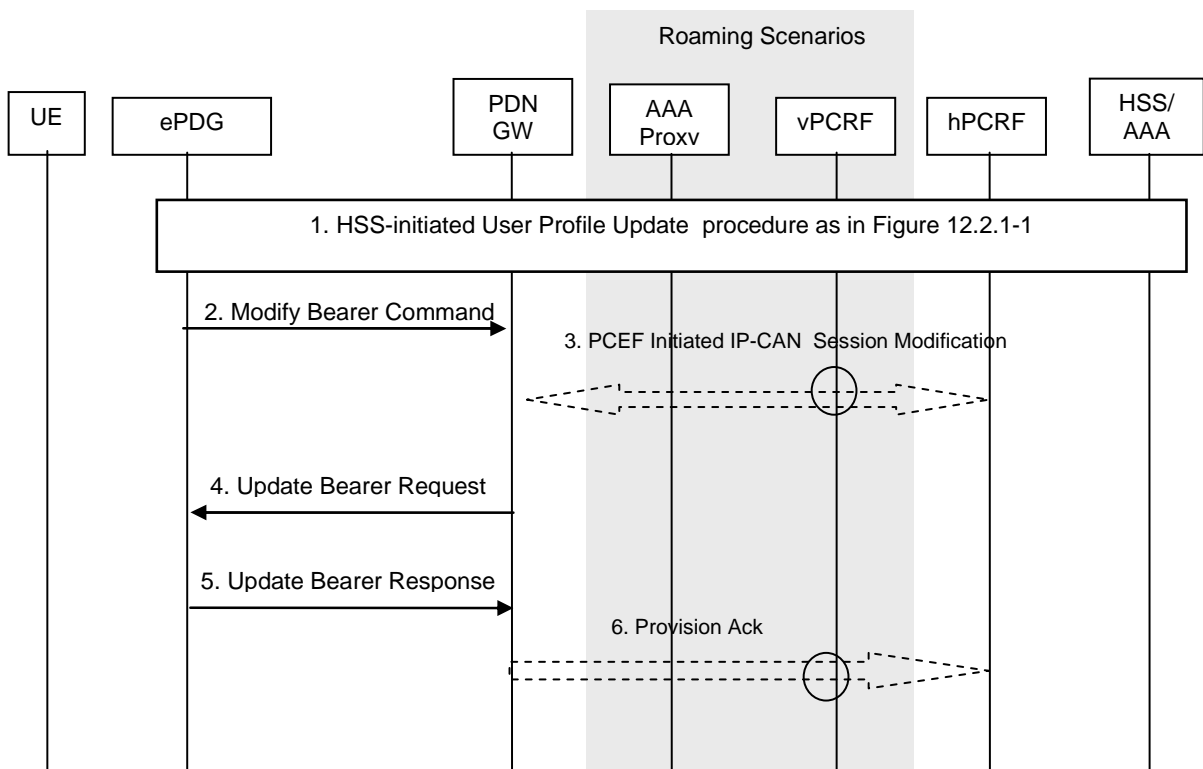 Roaming Scenarios
UE
ePDG
PDN
GW
AAA
Proxy
vPCRF
hPCRF
HSS/
AAA
1. HSS-initiated User Profile Update procedure as in Figure 12.2.1-1
2. Modify Bearer Command
3. PCEF Initiated IP-CAN Session Modification
4. Update Bearer Request
5. Update Bearer Response
6. Provision Ack